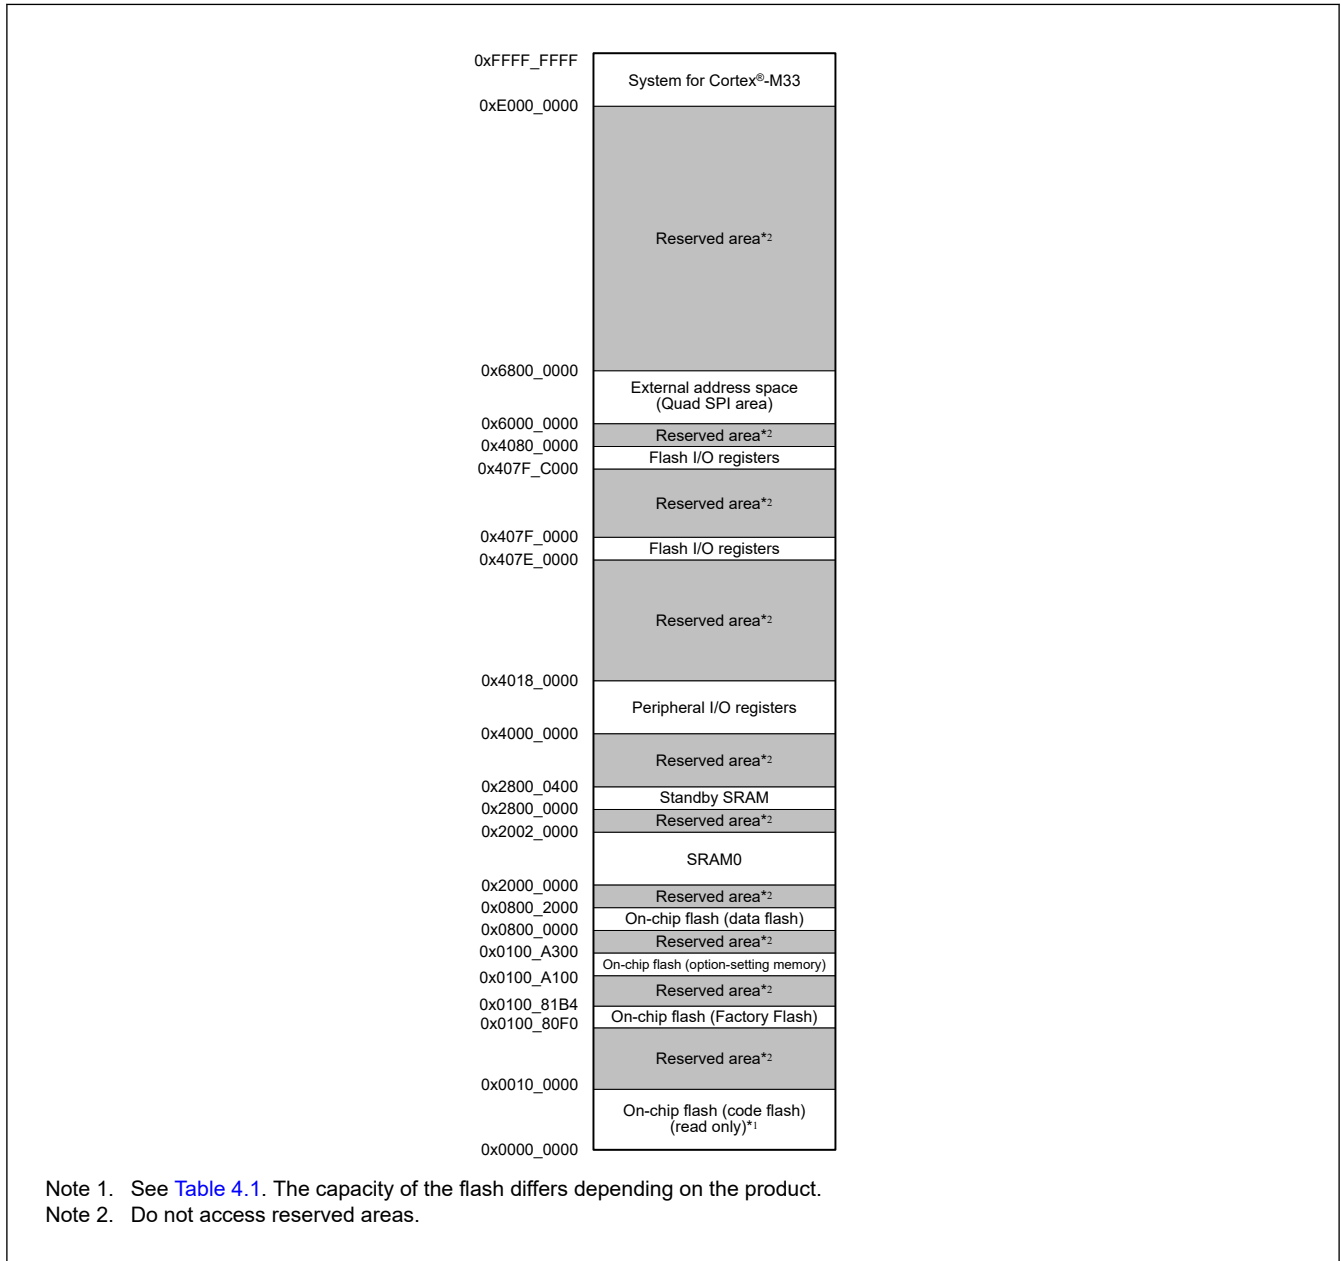 0xFFFF_FFFF
System for Cortex®-M33
0xE000_0000
Reserved area*2
0x6800_0000
External address space
(Quad SPI area)
0x6000_0000
Reserved area*2
0x4080_0000
Flash I/O registers
0x407F_C000
Reserved area*2
0x407F_0000
Flash I/O registers
0x407E_0000
Reserved area*2
0x4018_0000
Peripheral I/O registers
0x4000_0000
Reserved area*2
0x2800_0400
Standby SRAM
0x2800_0000
Reserved area*2
0x2002_0000
SRAM0
0x2000_0000
Reserved area*2
0x0800_2000
On-chip flash (data flash)
0x0800_0000
Reserved area*2
0x0100_A300
On-chip flash (option-setting memory)
0x0100_A100
Reserved area*2
0x0100_81B4
On-chip flash (Factory Flash)
0x0100_80F0
Reserved area*2
0x0010_0000
On-chip flash (code flash)
(read only)*1
0x0000_0000
Note 1. See Table 4.1. The capacity of the flash differs depending on the product.
Note 2. Do not access reserved areas.